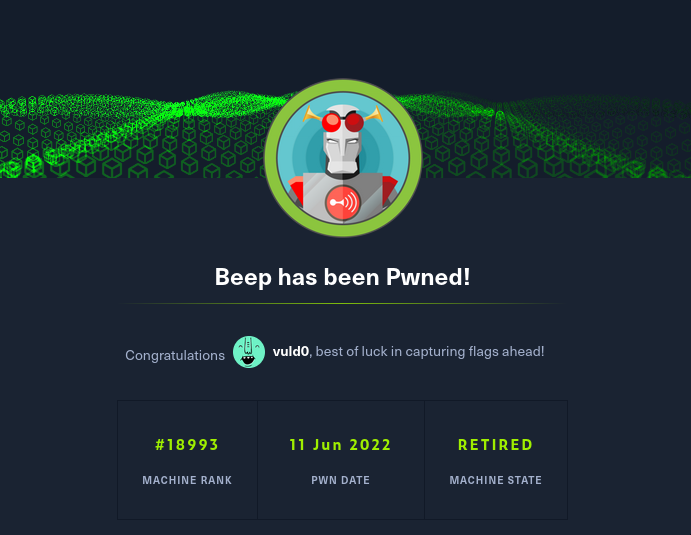 Beep has been Pwned!
Congratulations vuld0, best of luck in capturing flags ahead!
#18993 11 Jun 2022 RETIRED
MACHINE RANK PWN DATE MACHINE STATE